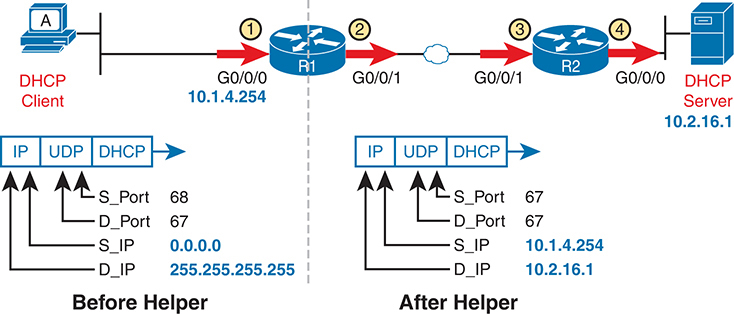 A
1
2
3
4
R1
R2
DHCP
Client
G0/0/0
10.1.4.254
G0/0/1
G0/0/1
G0/0/0
DHCP
Server
10.2.16.1
IP UDP DHCP
S_Port 68
D_Port 67
S_IP 0.0.0.0
D_IP 255.255.255.255
Before Helper
IP UDP DHCP
S_Port 67
D_Port 67
S_IP 10.1.4.254
D_IP 10.2.16.1
After Helper